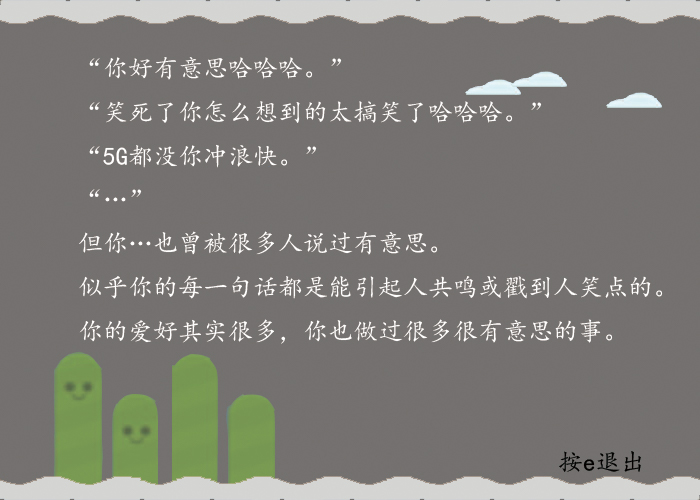 “你好有意思哈哈哈。”
“笑死了你怎么想到的太搞笑了哈哈哈。”
“5G都没你冲浪快。”
“…”
但你…也曾被很多人说过有意思。
似乎你的每一句话都是能引起人共鸣或戳到人笑点的。
你的爱好其实很多，你也做过很多很有意思的事。
按e退出